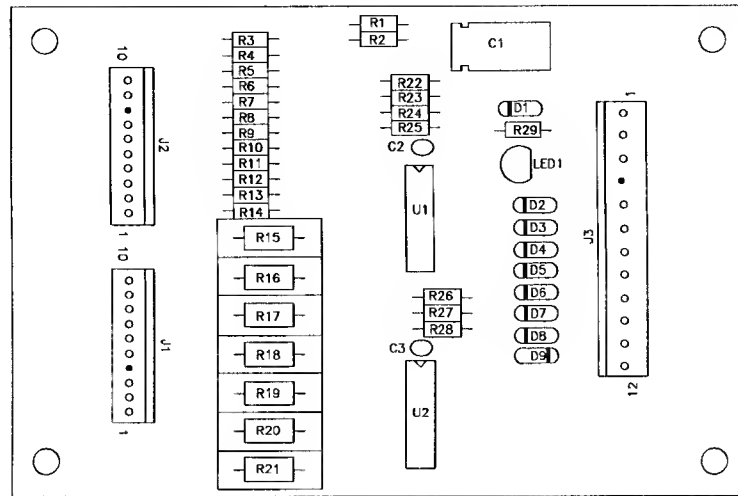 R1
R2
C1
R3
R4
R5
R6
R7
R8
R9
R10
R11
R12
R13
R14
R15
R16
R17
R18
R19
R20
R21
10
J2
1
10
J1
1
R22
R23
R24
R25
C2
U1
R26
R27
R28
C3
U2
D1
R29
LED1
D2
D3
D4
D5
D6
D7
D8
D9
1
J3
12